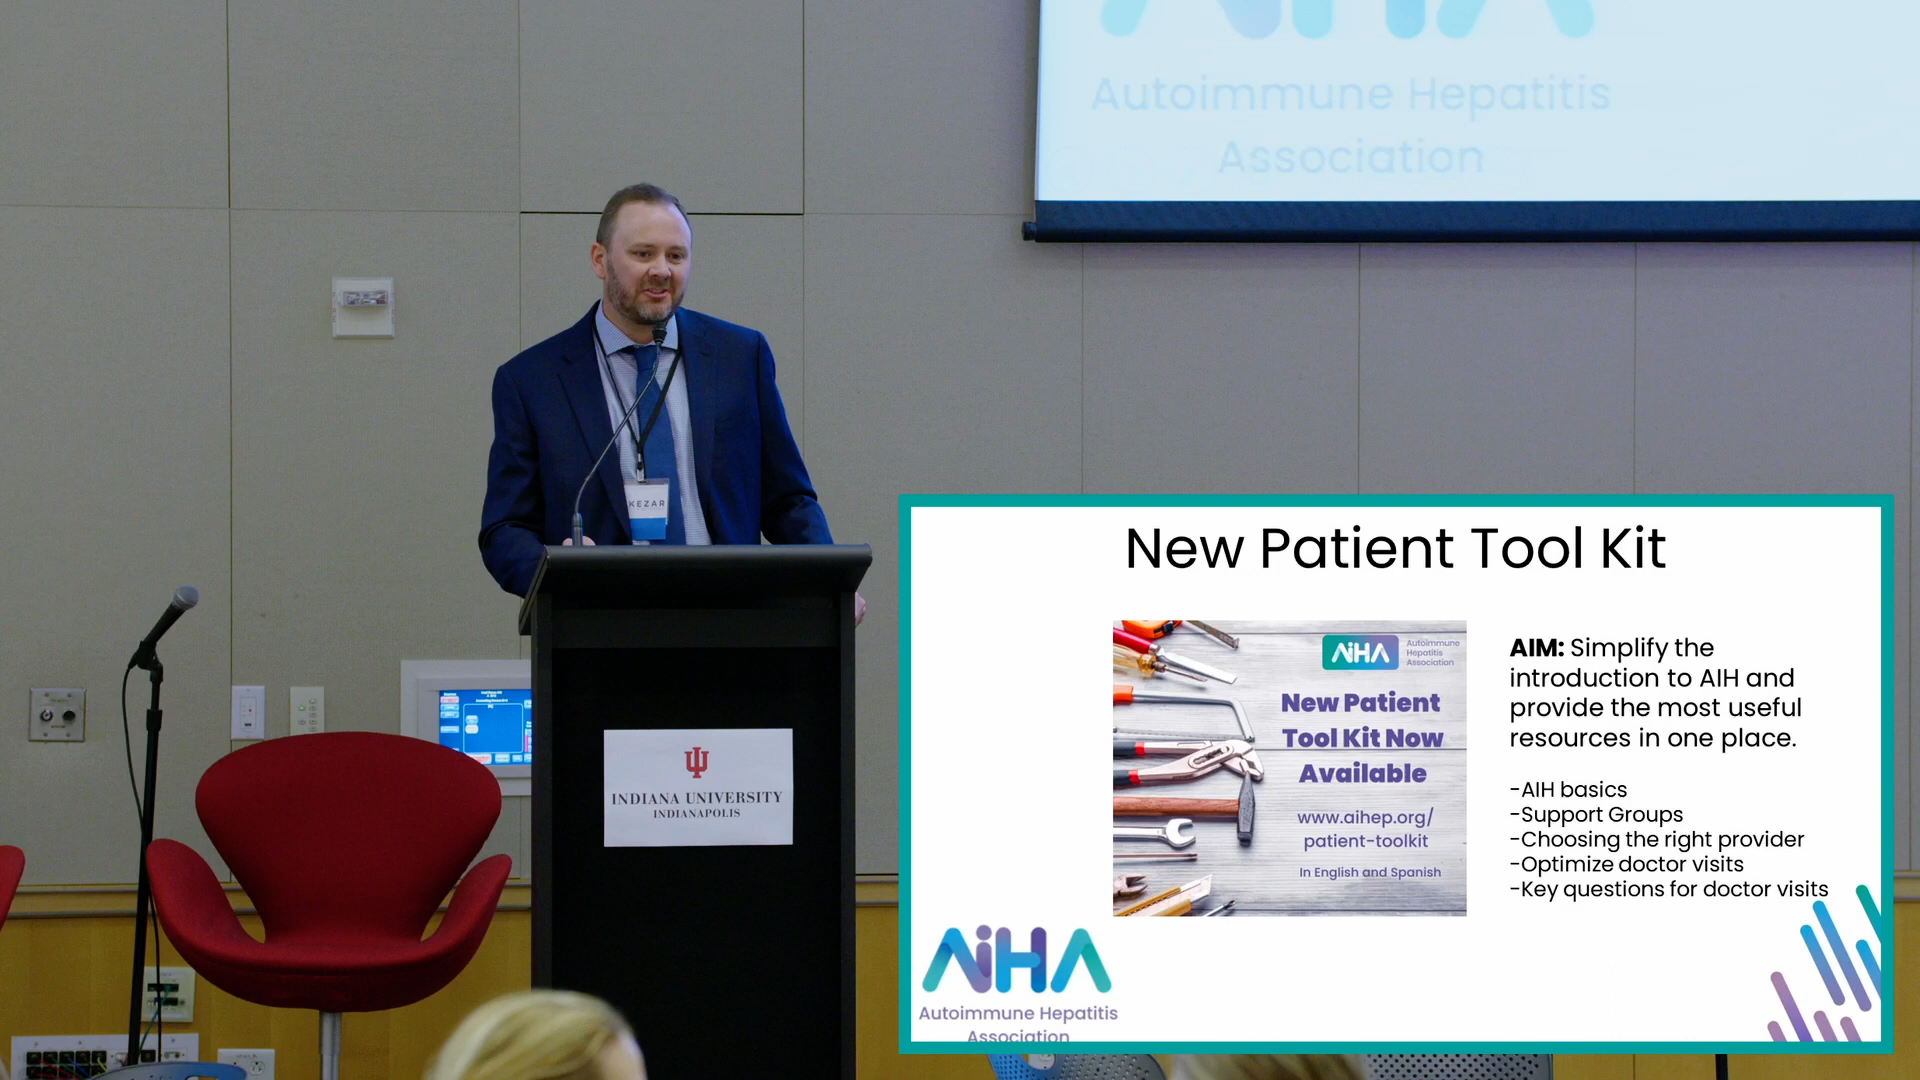 AiHA
Autoimmune Hepatitis
Association
KEZAR
INDIANA UNIVERSITY
INDIANAPOLIS
New Patient Tool Kit
AiHA
Autoimmune
Hepatitis
Association
New Patient
Tool Kit Now
Available
www.aihep.org/
patient-toolkit
In English and Spanish
AIM: Simplify the
introduction to AIH and
provide the most useful
resources in one place.
-AIH basics
-Support Groups
-Choosing the right provider
-Optimize doctor visits
-Key questions for doctor visits
AiHA
Autoimmune Hepatitis
Association